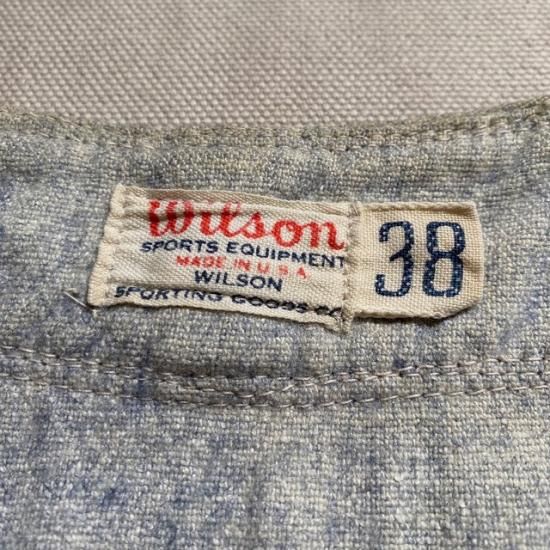 Wilson
SPORTS EQUIPMENT
MADE IN U.S.A.
WILSON
SPORTING GOODS CO
38